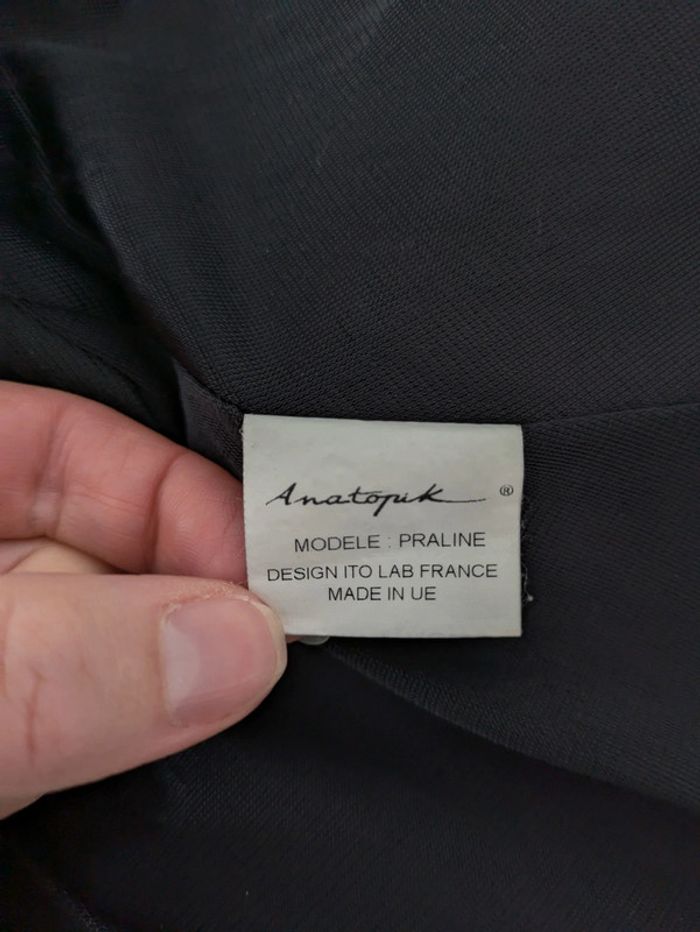 Anatopik ®
MODELE : PRALINE
DESIGN ITO LAB FRANCE
MADE IN UE